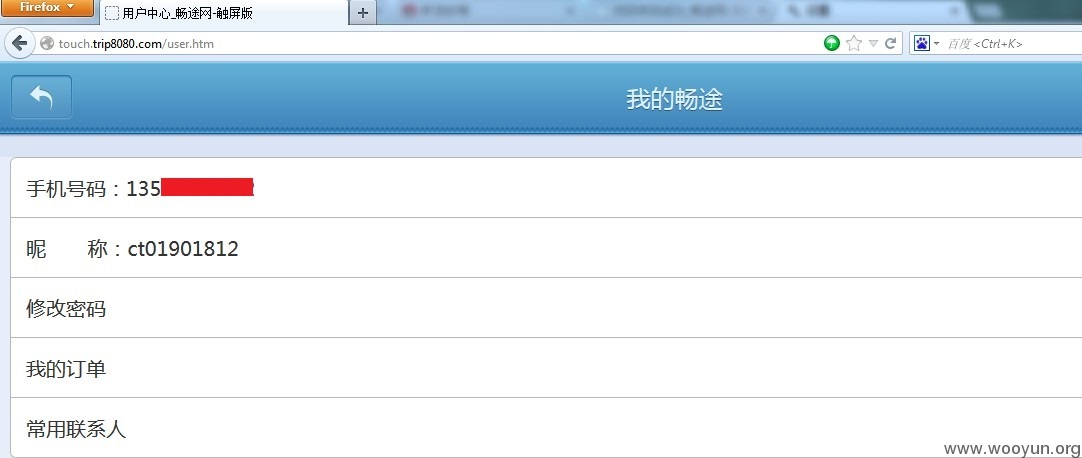 Firefox
用户中心_畅途网-触屏版
touch.trip8080.com/user.htm
百度 <Ctrl+K>
我的畅途
手机号码：135
昵 称：ct01901812
修改密码
我的订单
常用联系人
www.wooyun.org